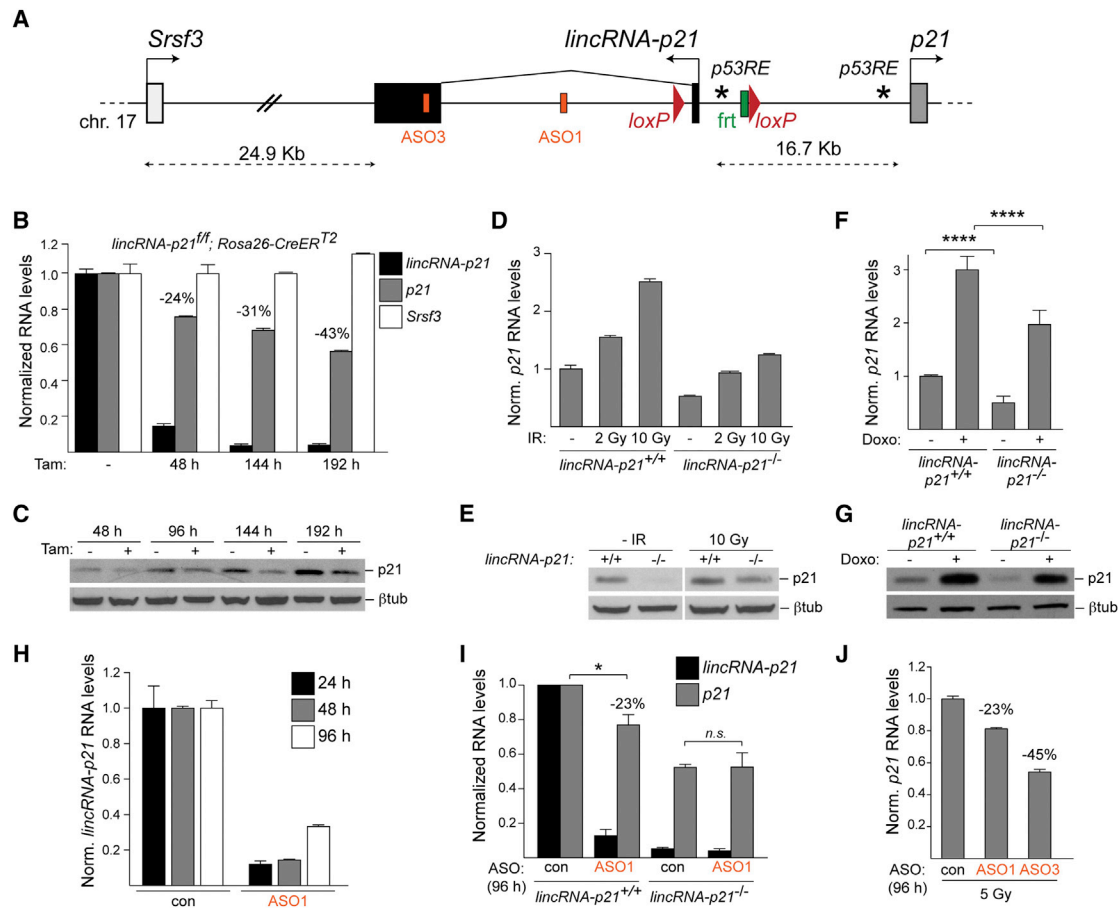 A
Srsf3
lincRNA-p21
p21
p53RE
p53RE
*
*
chr. 17
ASO3
ASO1
loxP
frt
loxP
24.9 Kb
16.7 Kb
B
lincRNA-p21f/f; Rosa26-CreERT2
Normalized RNA levels
1.2
1.0
0.8
0.6
0.4
0.2
-24%
-31%
-43%
lincRNA-p21
p21
Srsf3
Tam:
-
48 h
144 h
192 h
C
48 h 96 h 144 h 192 h
Tam: - + - + - + - +
p21
βtub
D
Norm. p21 RNA levels
3
2
1
IR: - 2 Gy 10 Gy - 2 Gy 10 Gy
lincRNA-p21+/+ lincRNA-p21-/-
E
- IR 10 Gy
lincRNA-p21: +/+ -/- +/+ -/-
p21
βtub
F
****
****
Norm. p21 RNA levels
3
2
1
Doxo: - + - +
lincRNA-
p21+/+
lincRNA-
p21-/-
G
lincRNA-
p21+/+
lincRNA-
p21-/-
Doxo: - + - +
p21
βtub
H
Norm. lincRNA-p21 RNA levels
1.2
1.0
0.8
0.6
0.4
0.2
24 h
48 h
96 h
con ASO1
I
Normalized RNA levels
1.0
0.8
0.6
0.4
0.2
*
-23%
n.s.
lincRNA-p21
p21
ASO: con ASO1 con ASO1
(96 h)
lincRNA-p21+/+ lincRNA-p21-/-
J
Norm. p21 RNA levels
1.0
0.8
0.6
0.4
0.2
-23%
-45%
ASO: con ASO1 ASO3
(96 h)
5 Gy